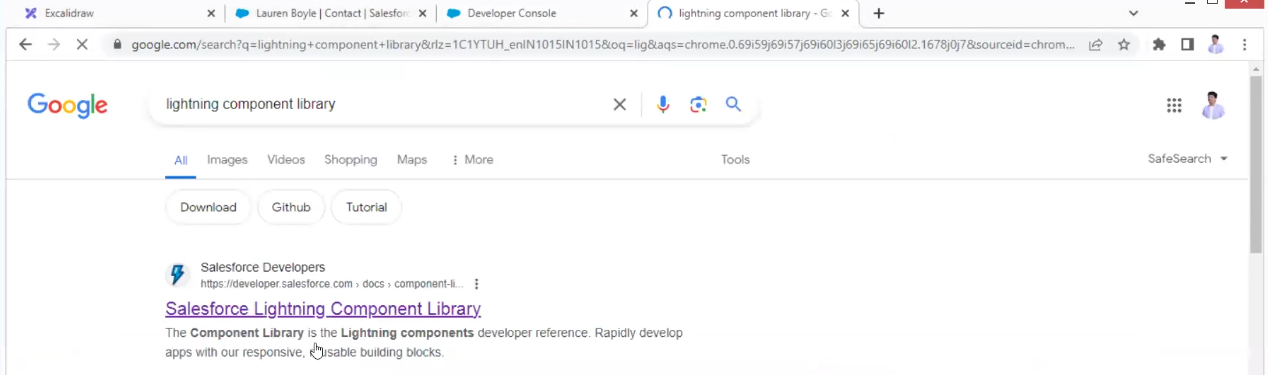 Excalidraw
Lauren Boyle | Contact | Salesforc
Developer Console
lightning component library - Go
google.com/search?q=lightning+component+library&rlz=1C1YTUH_enIN1015IN1015&oq=lig&aqs=chrome.0.69i59j69i57j69i60l3j69i65j69i60l2.1678j0j7&sourceid=chrom...
Google
lightning component library
All Images Videos Shopping Maps More Tools SafeSearch
Download Github Tutorial
Salesforce Developers
https://developer.salesforce.com › docs › component-li...
Salesforce Lightning Component Library
The Component Library is the Lightning components developer reference. Rapidly develop
apps with our responsive, usable building blocks.